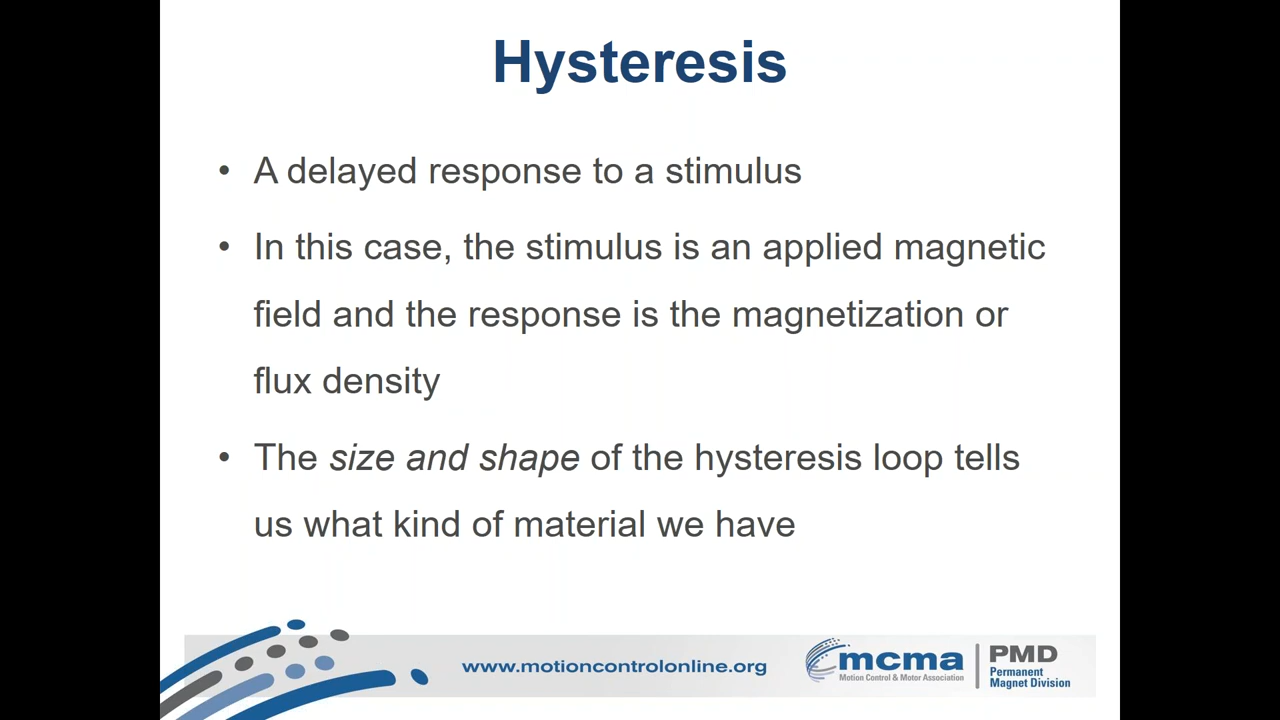 Hysteresis
• A delayed response to a stimulus
• In this case, the stimulus is an applied magnetic
field and the response is the magnetization or
flux density
• The size and shape of the hysteresis loop tells
us what kind of material we have
www.motioncontrolonline.org
mcma
Motion Control & Motor Association
PMD
Permanent
Magnet Division